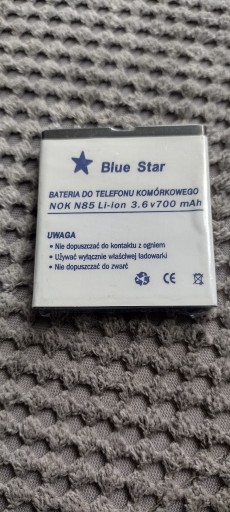 Blue Star
BATERIA DO TELEFONU KOMÓRKOWEGO
NOK N85 Li-Ion 3.6v700 mAh
UWAGA
• Nie dopuszczać do kontaktu z ogniem
• Używać wyłącznie właściwej ładowarki
• Nie dopuszczać do zwarć
CE